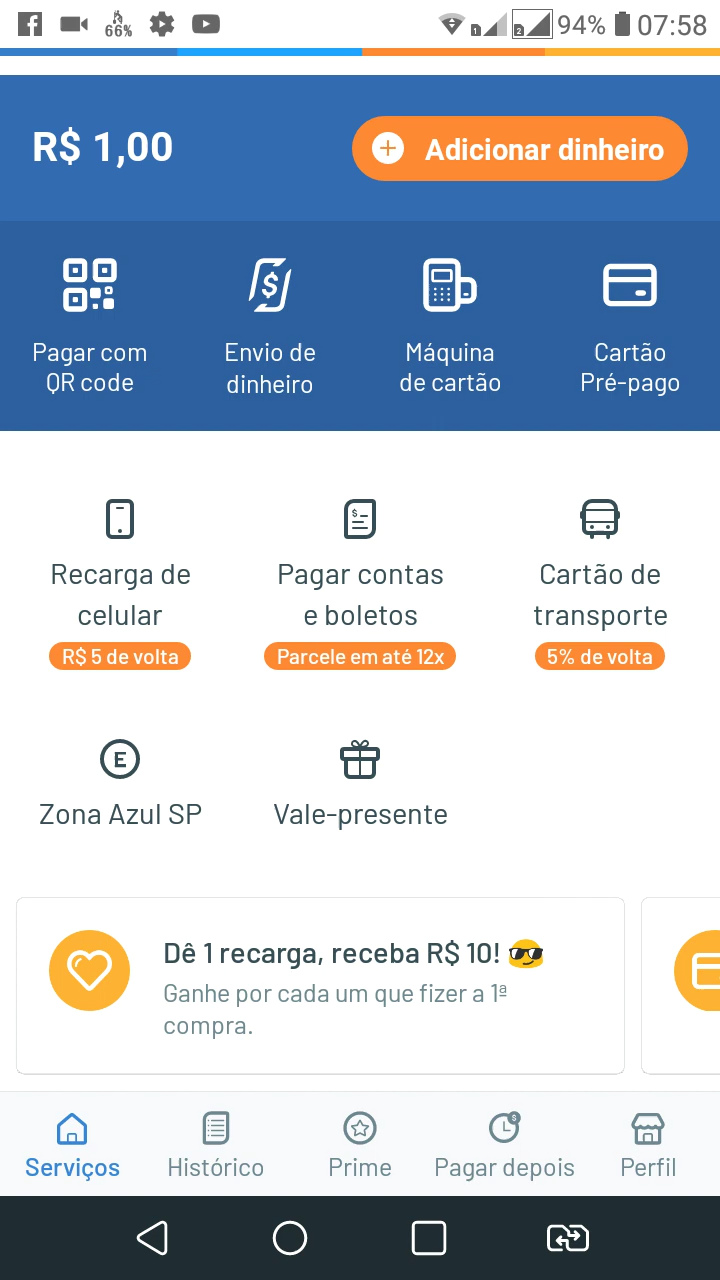 66%
94%
07:58
R$ 1,00
Adicionar dinheiro
Pagar com
QR code
Envio de
dinheiro
Máquina
de cartão
Cartão
Pré-pago
Recarga de
celular
R$ 5 de volta
Pagar contas
e boletos
Parcele em até 12x
Cartão de
transporte
5% de volta
Zona Azul SP
Vale-presente
Dê 1 recarga, receba R$ 10! 😎
Ganhe por cada um que fizer a 1ª
compra.
Serviços
Histórico
Prime
Pagar depois
Perfil